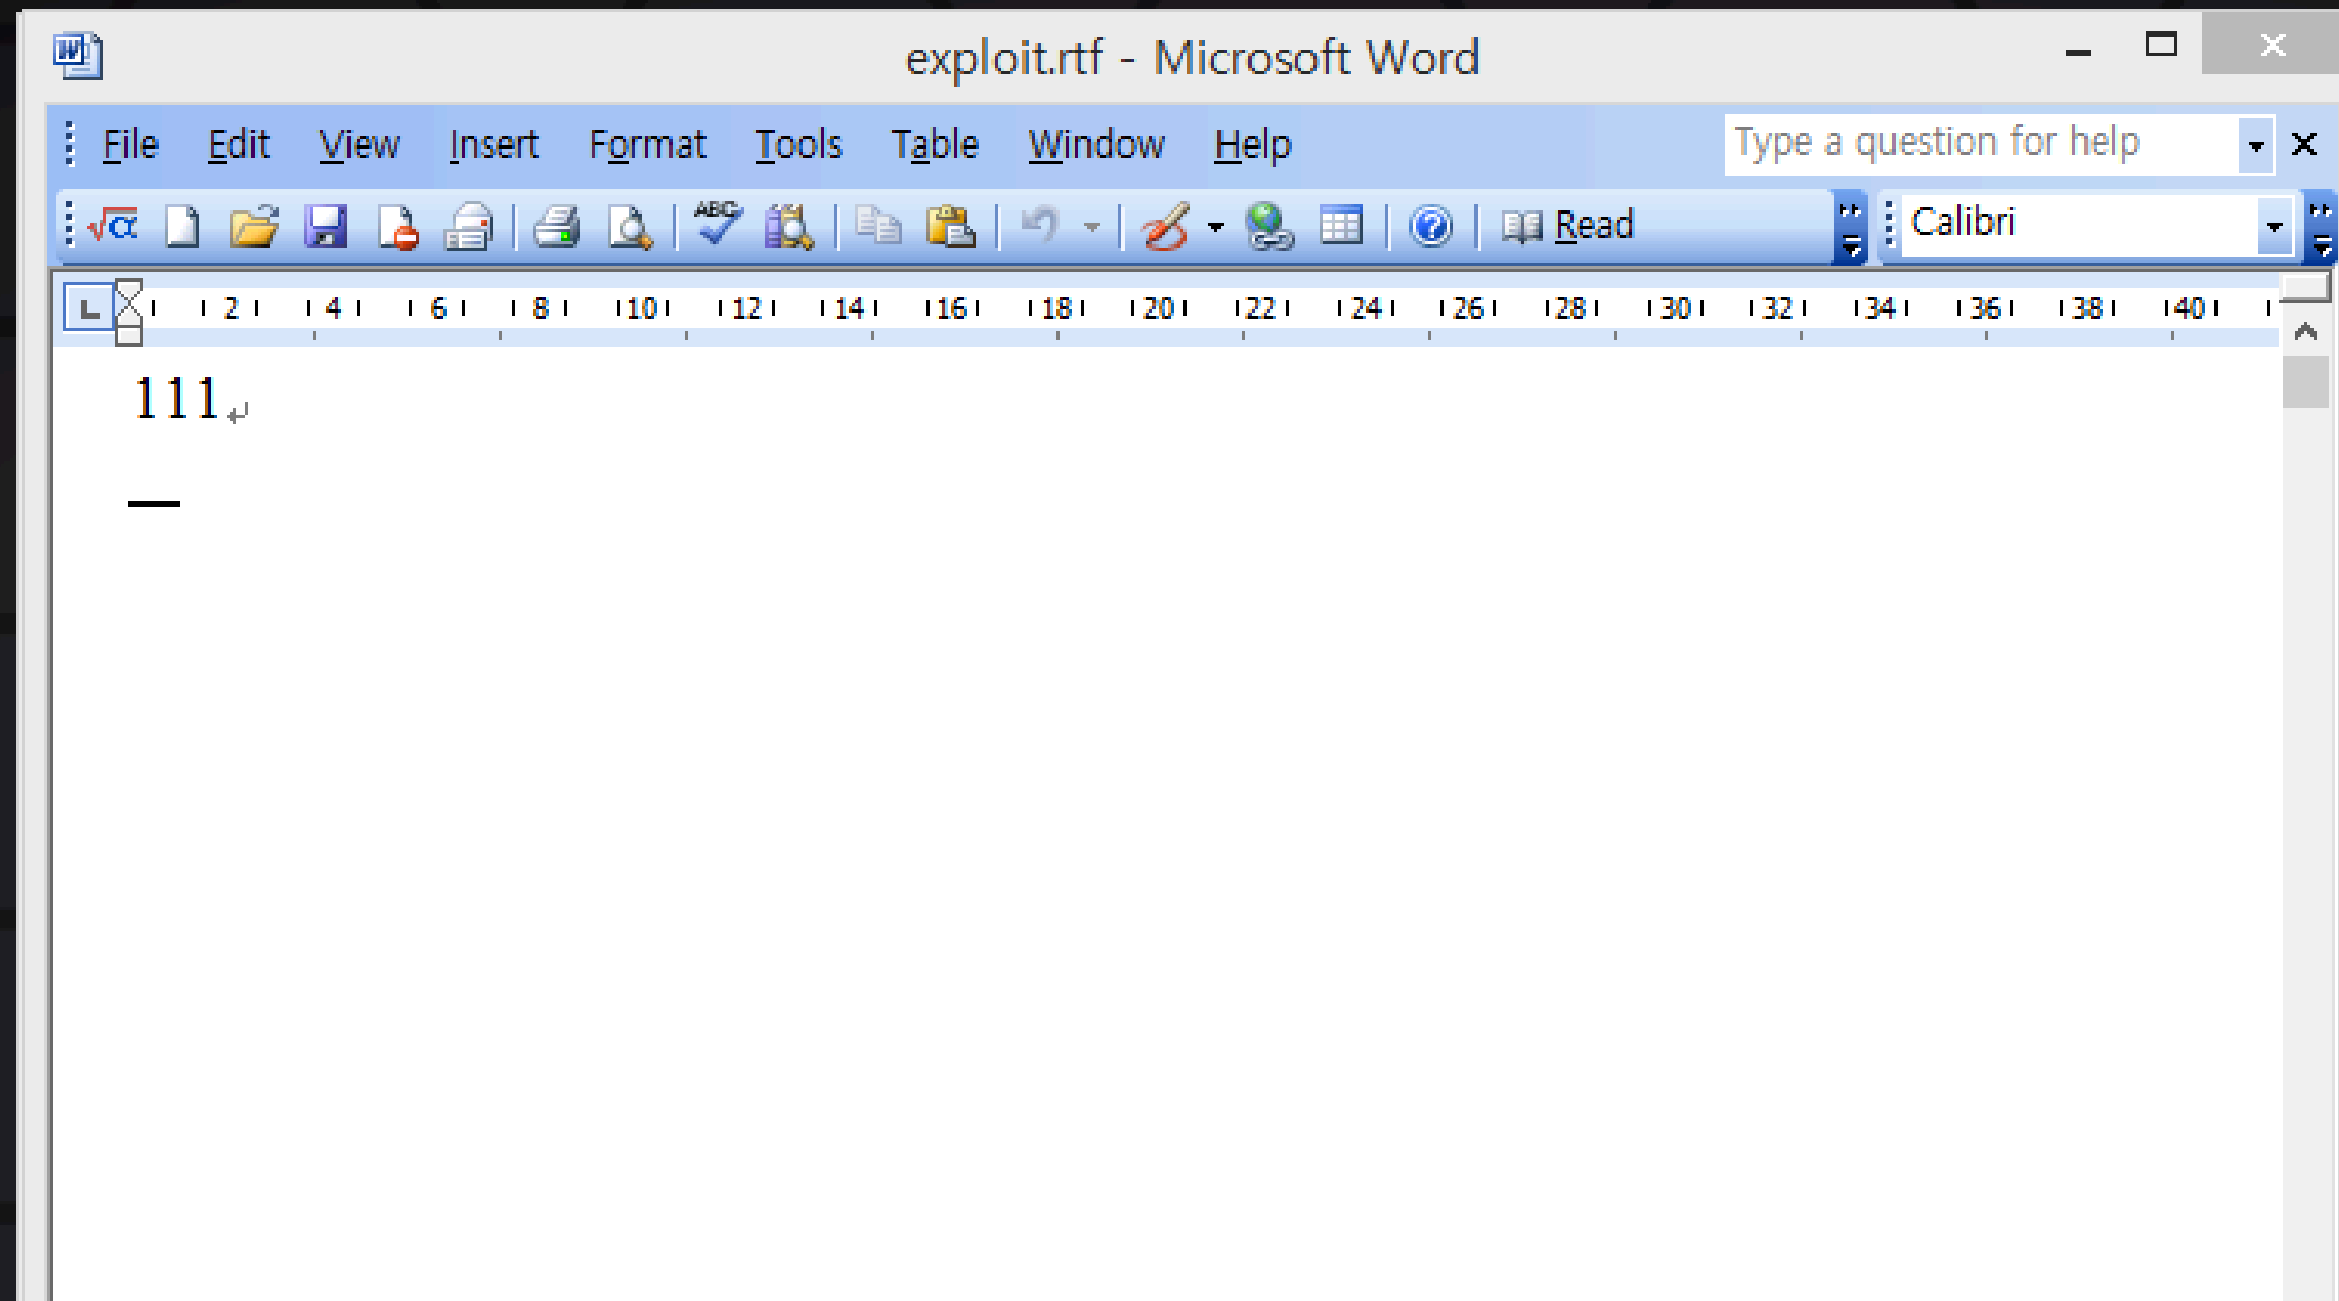 exploit.rtf - Microsoft Word
File Edit View Insert Format Tools Table Window Help Type a question for help
√α ABC Read Calibri
L 2 4 6 8 10 12 14 16 18 20 22 24 26 28 30 32 34 36 38 40
111